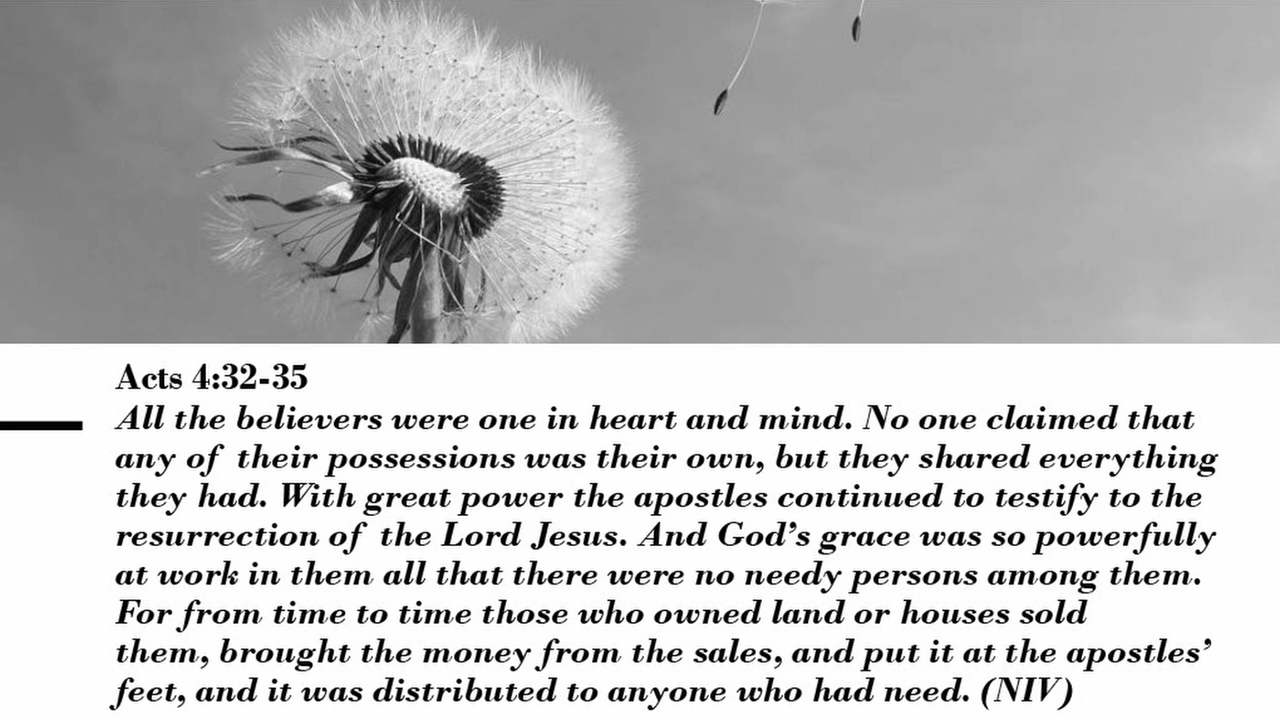 Acts 4:32-35
All the believers were one in heart and mind. No one claimed that
any of their possessions was their own, but they shared everything
they had. With great power the apostles continued to testify to the
resurrection of the Lord Jesus. And God’s grace was so powerfully
at work in them all that there were no needy persons among them.
For from time to time those who owned land or houses sold
them, brought the money from the sales, and put it at the apostles’
feet, and it was distributed to anyone who had need. (NIV)